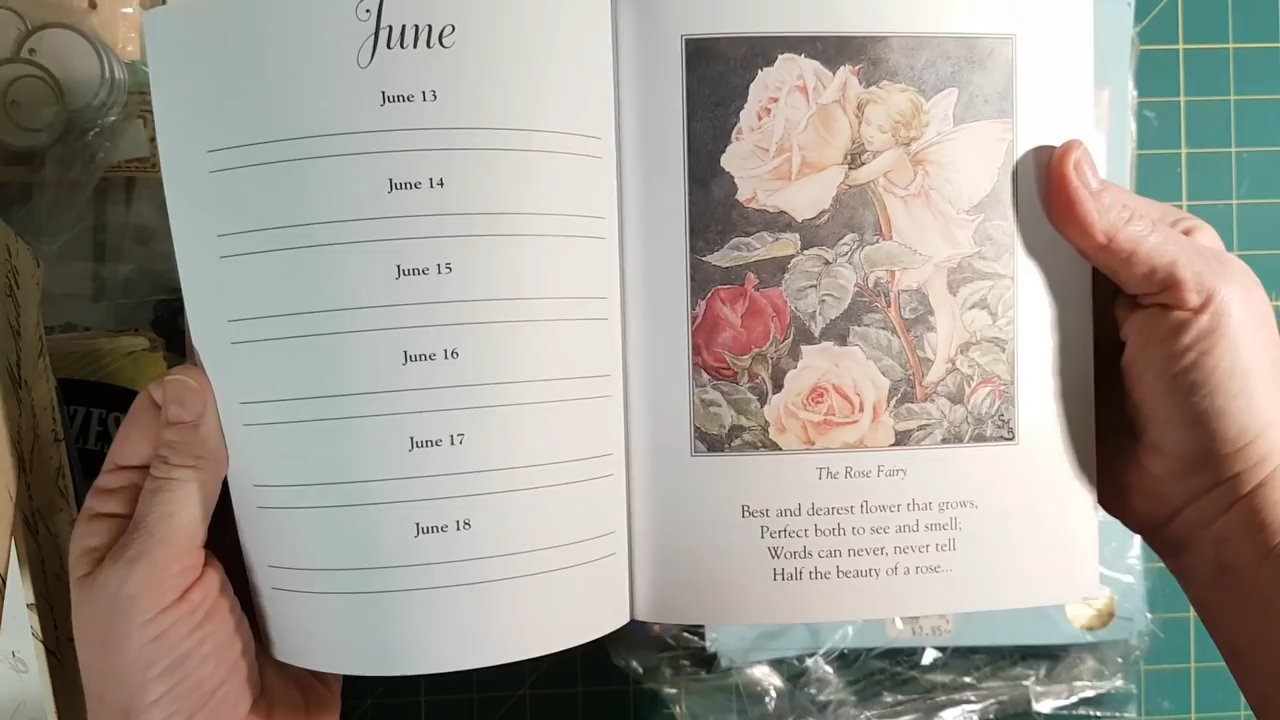 June
June 13
June 14
June 15
June 16
June 17
June 18
The Rose Fairy
Best and dearest flower that grows,
Perfect both to see and smell;
Words can never, never tell
Half the beauty of a rose...